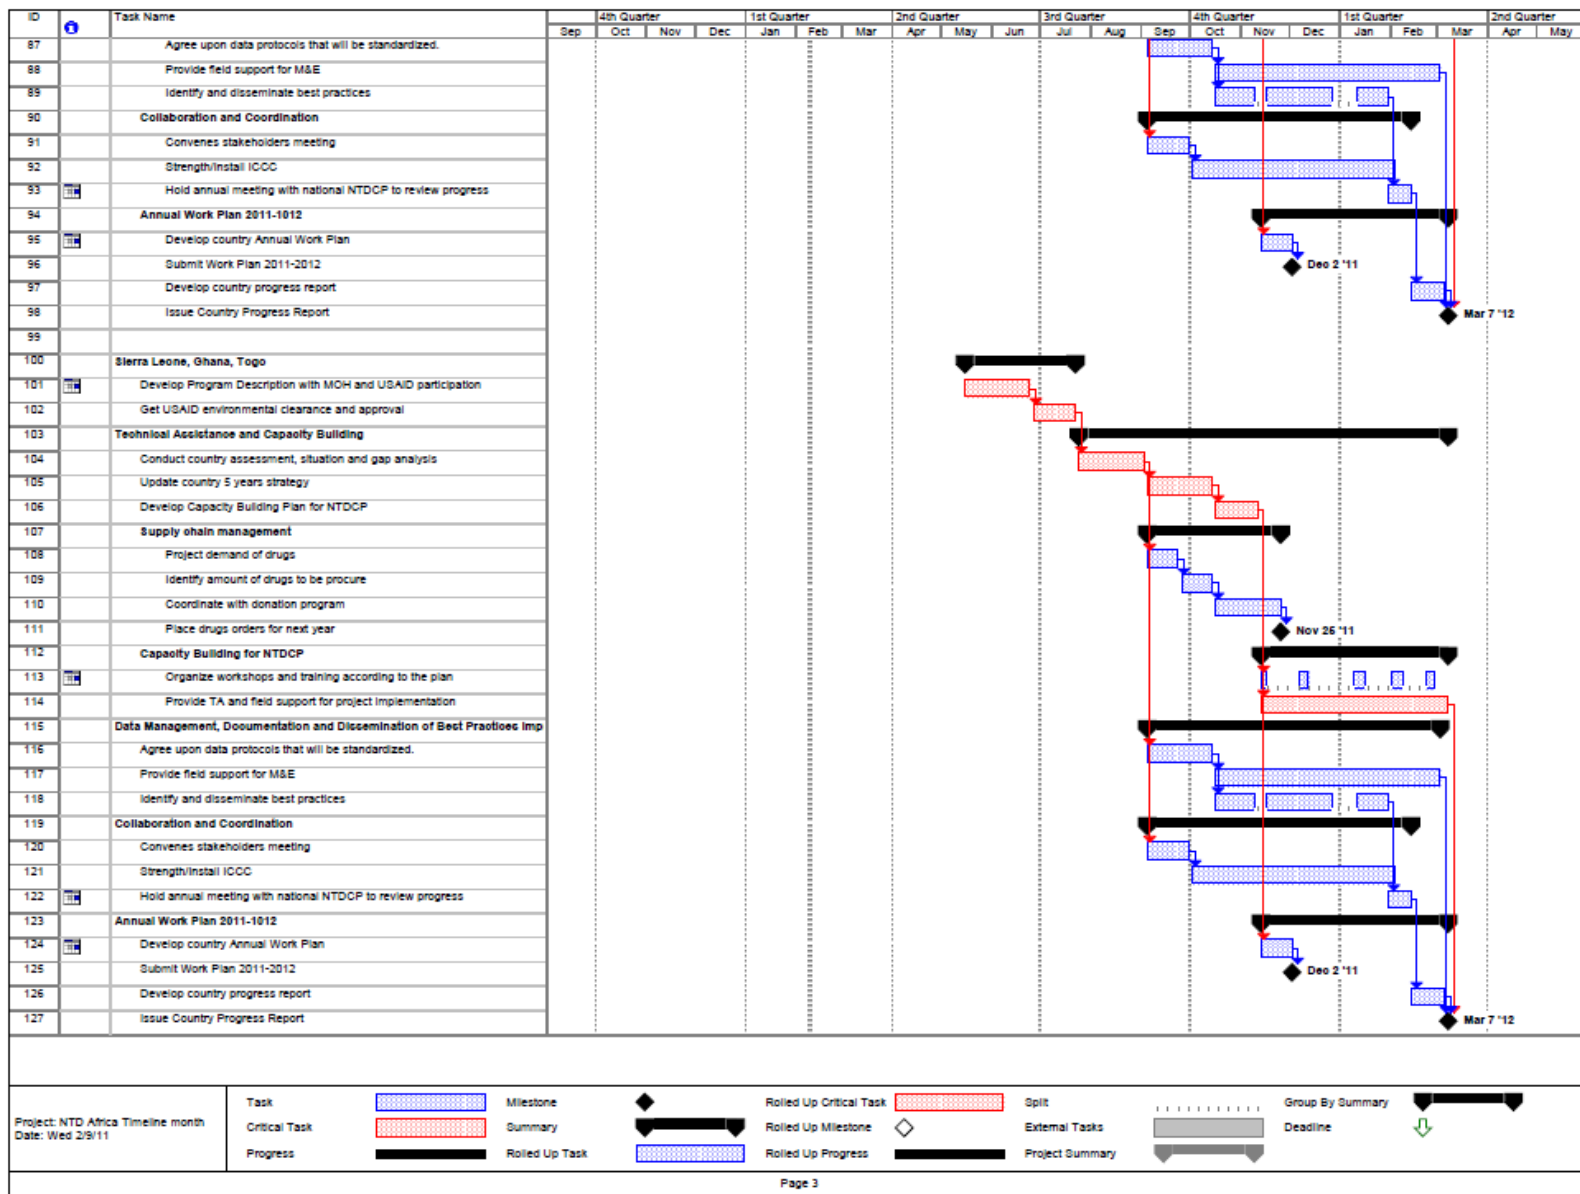 ID Task Name 4th Quarter 1st Quarter 2nd Quarter 3rd Quarter 4th Quarter 1st Quarter 2nd Quarter
Sep Oct Nov Dec Jan Feb Mar Apr May Jun Jul Aug Sep Oct Nov Dec Jan Feb Mar Apr May
87 Agree upon data protocols that will be standardized.
88 Provide field support for M&E
89 Identify and disseminate best practices
90 Collaboration and Coordination
91 Convenes stakeholders meeting
92 Strength/Install ICCC
93 Hold annual meeting with national NTDCP to review progress
94 Annual Work Plan 2011-1012
95 Develop country Annual Work Plan
96 Submit Work Plan 2011-2012 Dec 2 '11
97 Develop country progress report
98 Issue Country Progress Report Mar 7 '12
99
100 Sierra Leone, Ghana, Togo
101 Develop Program Description with MOH and USAID participation
102 Get USAID environmental clearance and approval
103 Technical Assistance and Capacity Building
104 Conduct country assessment, situation and gap analysis
105 Update country 5 years strategy
106 Develop Capacity Building Plan for NTDCP
107 Supply chain management
108 Project demand of drugs
109 Identify amount of drugs to be procure
110 Coordinate with donation program
111 Place drugs orders for next year Nov 25 '11
112 Capacity Building for NTDCP
113 Organize workshops and training according to the plan
114 Provide TA and field support for project implementation
115 Data Management, Documentation and Dissemination of Best Practices Imp
116 Agree upon data protocols that will be standardized.
117 Provide field support for M&E
118 Identify and disseminate best practices
119 Collaboration and Coordination
120 Convenes stakeholders meeting
121 Strength/Install ICCC
122 Hold annual meeting with national NTDCP to review progress
123 Annual Work Plan 2011-1012
124 Develop country Annual Work Plan
125 Submit Work Plan 2011-2012 Dec 2 '11
126 Develop country progress report
127 Issue Country Progress Report Mar 7 '12
Project: NTD Africa Timeline month
Date: Wed 2/9/11
Task Milestone Rolled Up Critical Task Split Group By Summary
Critical Task Summary Rolled Up Milestone External Tasks Deadline
Progress Rolled Up Task Rolled Up Progress Project Summary
Page 3